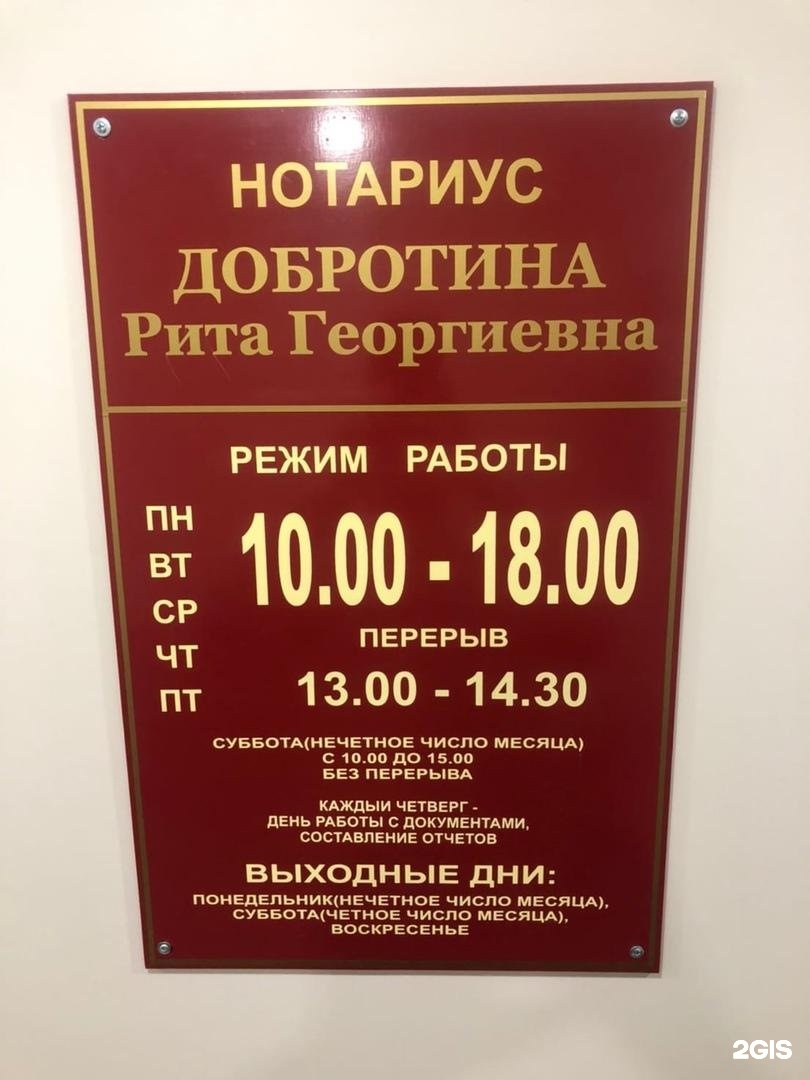 НОТАРИУС
ДОБРОТИНА
Рита Георгиевна
РЕЖИМ РАБОТЫ
ПН
ВТ
СР
ЧТ
ПТ
10.00 - 18.00
ПЕРЕРЫВ
13.00 - 14.30
СУББОТА(НЕЧЕТНОЕ ЧИСЛО МЕСЯЦА)
С 10.00 ДО 15.00
БЕЗ ПЕРЕРЫВА
КАЖДЫЙ ЧЕТВЕРГ -
ДЕНЬ РАБОТЫ С ДОКУМЕНТАМИ,
СОСТАВЛЕНИЕ ОТЧЕТОВ
ВЫХОДНЫЕ ДНИ:
ПОНЕДЕЛЬНИК(НЕЧЕТНОЕ ЧИСЛО МЕСЯЦА),
СУББОТА(ЧЕТНОЕ ЧИСЛО МЕСЯЦА),
ВОСКРЕСЕНЬЕ
2GIS